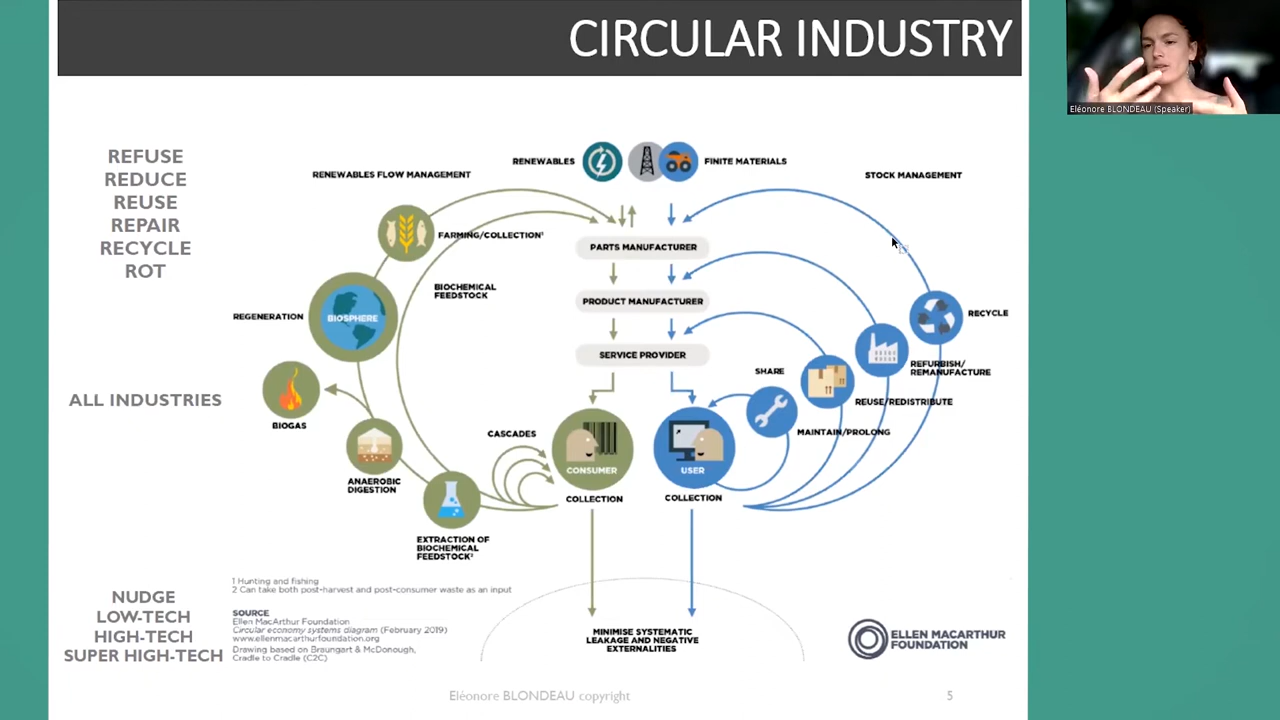 CIRCULAR INDUSTRY
Eléonore BLONDEAU (Speaker)
REFUSE
REDUCE
REUSE
REPAIR
RECYCLE
ROT
ALL INDUSTRIES
NUDGE
LOW-TECH
HIGH-TECH
SUPER HIGH-TECH
RENEWABLES
FINITE MATERIALS
RENEWABLES FLOW MANAGEMENT
STOCK MANAGEMENT
FARMING/COLLECTION¹
PARTS MANUFACTURER
BIOCHEMICAL
FEEDSTOCK
PRODUCT MANUFACTURER
REGENERATION
BIOSPHERE
RECYCLE
SERVICE PROVIDER
SHARE
REFURBISH/
REMANUFACTURE
REUSE/REDISTRIBUTE
BIOGAS
CASCADES
MAINTAIN/PROLONG
CONSUMER
USER
ANAEROBIC
DIGESTION
COLLECTION
COLLECTION
EXTRACTION OF
BIOCHEMICAL
FEEDSTOCK²
1 Hunting and fishing
2 Can take both post-harvest and post-consumer waste as an input
SOURCE
Ellen MacArthur Foundation
Circular economy systems diagram (February 2019)
www.ellenmacarthurfoundation.org
Drawing based on Braungart & McDonough,
Cradle to Cradle (C2C)
MINIMISE SYSTEMATIC
LEAKAGE AND NEGATIVE
EXTERNALITIES
ELLEN MACARTHUR
FOUNDATION
Eléonore BLONDEAU copyright
5